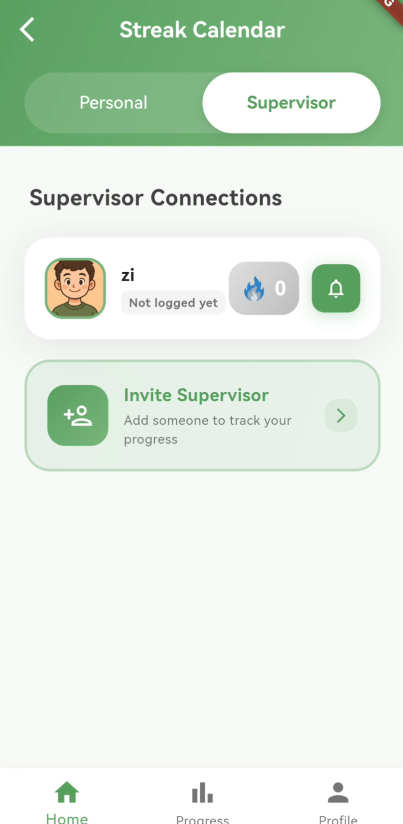 Streak Calendar
Personal
Supervisor
Supervisor Connections
zi
Not logged yet
0
Invite Supervisor
Add someone to track your
progress
Home
Progress
Profile